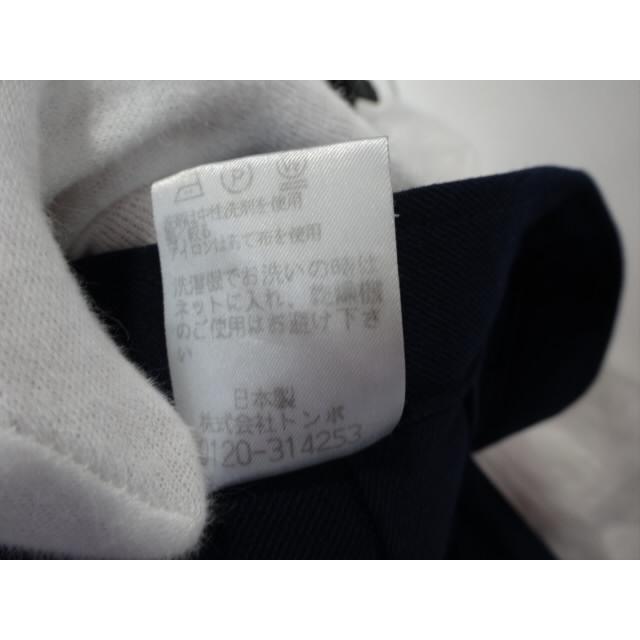 P W
中性洗剤を使用
アイロンはあて布を使用
洗濯機でお洗いの時は
ネットに入れ、乾燥機
のご使用はお避け下さ
い
日本製
株式会社トンボ
0120-314253